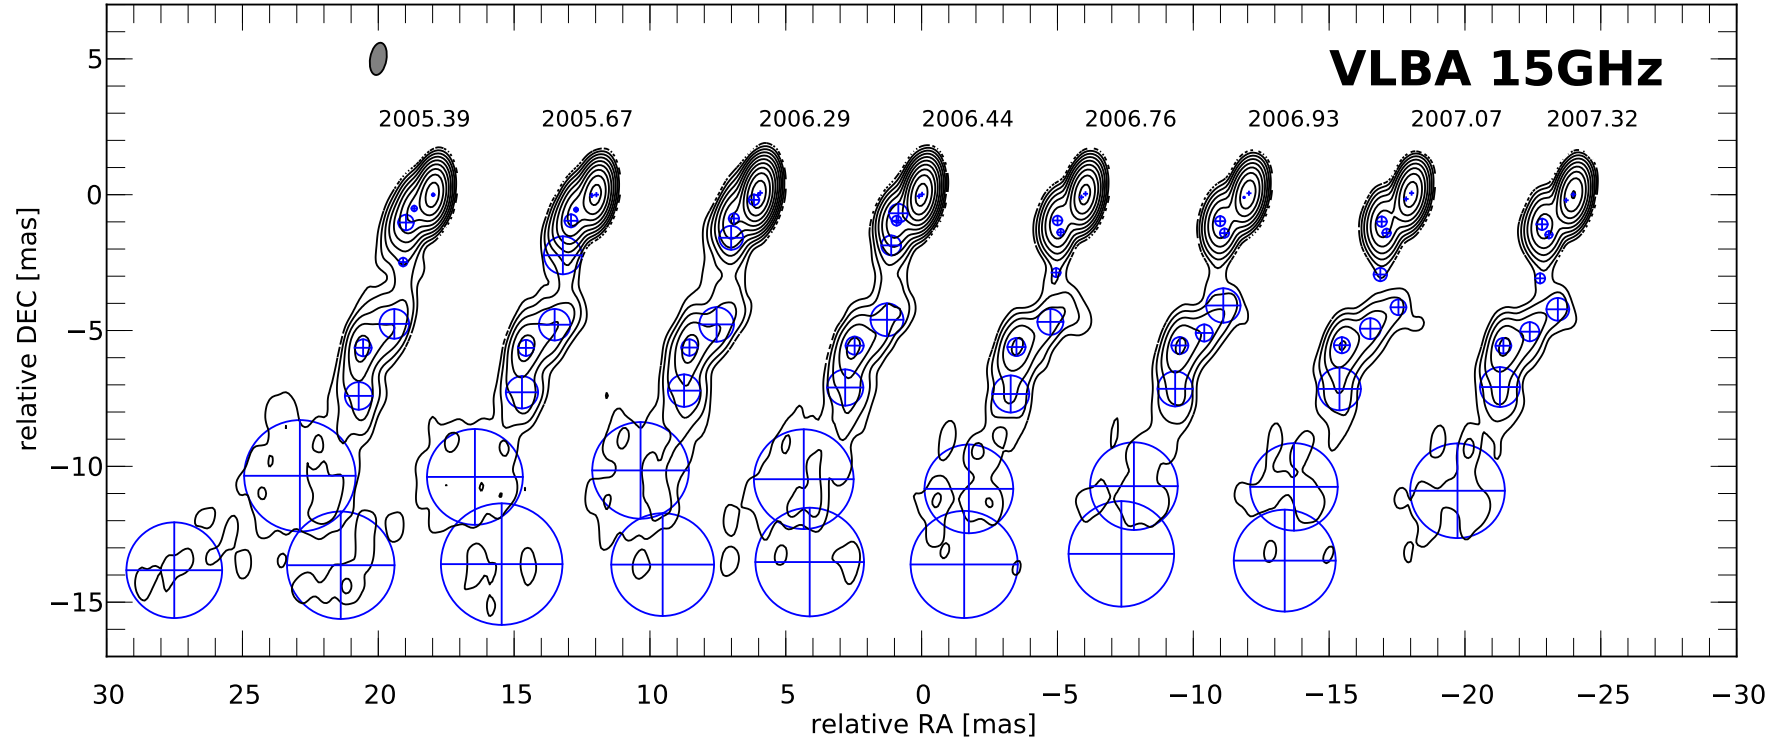 VLBA 15GHz
2005.39 2005.67 2006.29 2006.44 2006.76 2006.93 2007.07 2007.32
5
0
−5
−10
−15
relative DEC [mas]
30 25 20 15 10 5 0 −5 −10 −15 −20 −25 −30
relative RA [mas]